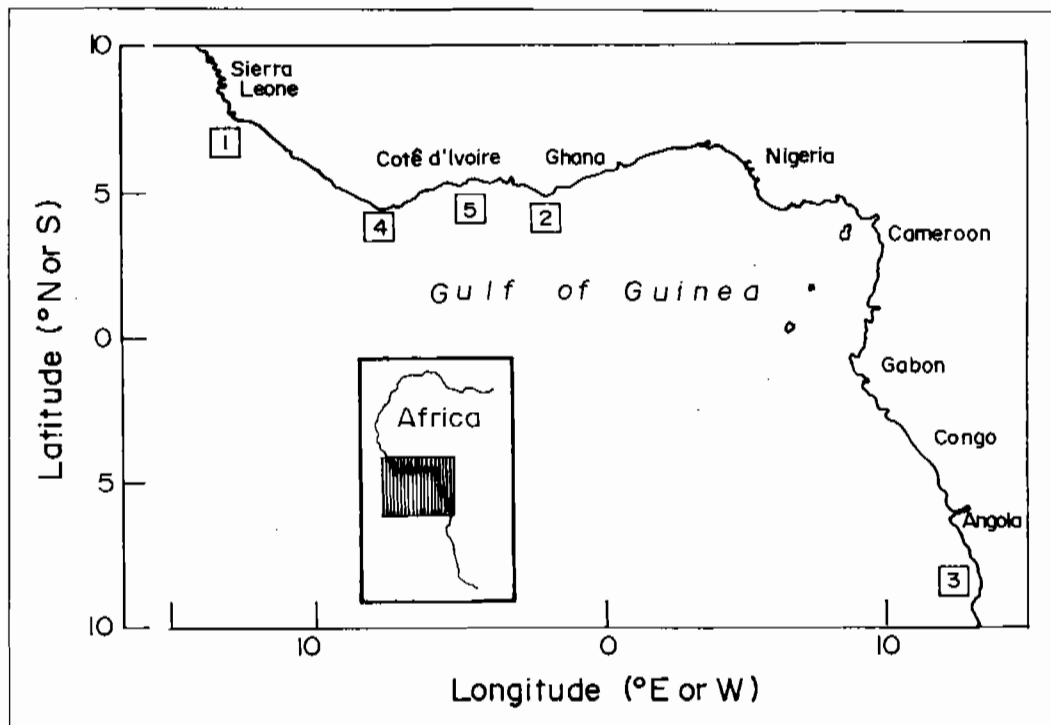 10
Sierra
Leone
1
Cotê d'Ivoire
Ghana
Nigeria
5
4
5
2
Cameroon
Gulf of Guinea
0
Gabon
Africa
Congo
5
Angola
3
10
10
0
10
Latitude (°N or S)
Longitude (°E or W)